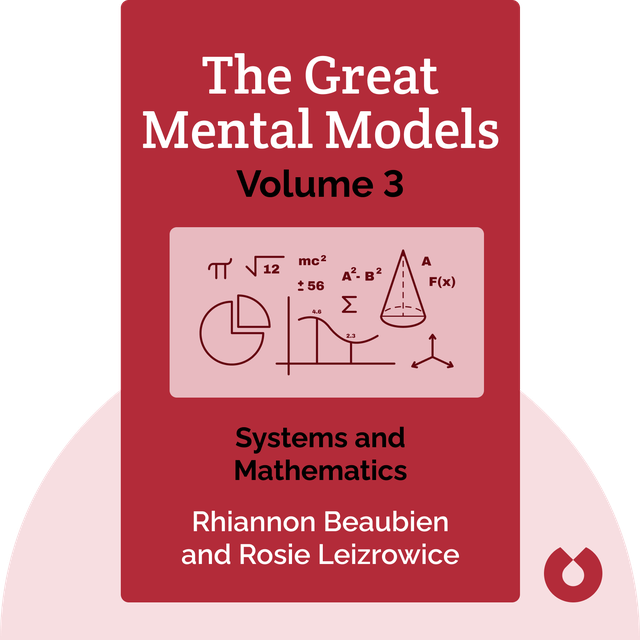 The Great
Mental Models
Volume 3
π √12 mc² A² - B² A
± 56 F(x)
Σ
4.6
2.3
Systems and
Mathematics
Rhiannon Beaubien
and Rosie Leizrowice